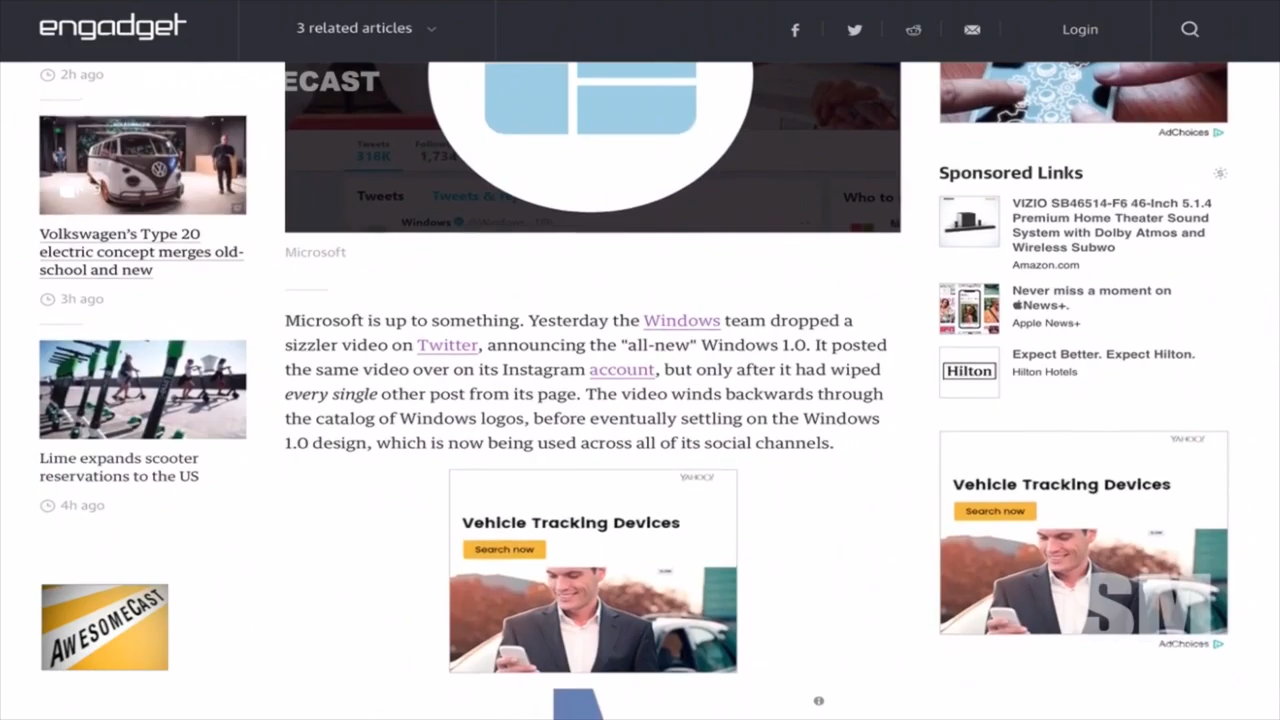 engadget
3 related articles
Login
2h ago
Volkswagen's Type 20
electric concept merges old-
school and new
3h ago
Lime expands scooter
reservations to the US
4h ago
AWESOMECAST
ECAST
Tweets
318K
1,734
Tweets
Tweets &
Who to
Windows
Microsoft
Microsoft is up to something. Yesterday the Windows team dropped a
sizzler video on Twitter, announcing the "all-new" Windows 1.0. It posted
the same video over on its Instagram account, but only after it had wiped
every single other post from its page. The video winds backwards through
the catalog of Windows logos, before eventually settling on the Windows
1.0 design, which is now being used across all of its social channels.
YAHOO!
Vehicle Tracking Devices
Search now
AdChoices
Sponsored Links
VIZIO SB46514-F6 46-Inch 5.1.4
Premium Home Theater Sound
System with Dolby Atmos and
Wireless Subwo
Amazon.com
Never miss a moment on
News+.
Apple News+
Hilton
Expect Better. Expect Hilton.
Hilton Hotels
YAHOO!
Vehicle Tracking Devices
Search now
SM
AdChoices